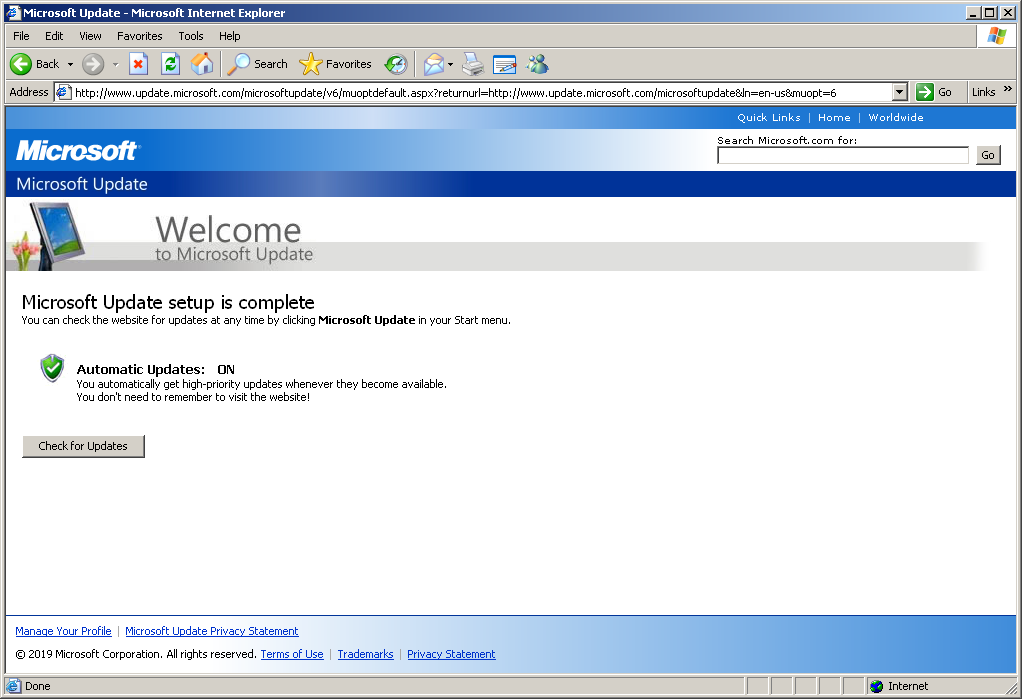 Microsoft Update - Microsoft Internet Explorer
File Edit View Favorites Tools Help
Back Search Favorites
Address http://www.update.microsoft.com/microsoftupdate/v6/muoptdefault.aspx?returnurl=http://www.update.microsoft.com/microsoftupdate&ln=en-us&muopt=6 Go Links »
Quick Links | Home | Worldwide
Microsoft
Search Microsoft.com for:
Go
Microsoft Update
Welcome
to Microsoft Update
Microsoft Update setup is complete
You can check the website for updates at any time by clicking Microsoft Update in your Start menu.
Automatic Updates: ON
You automatically get high-priority updates whenever they become available.
You don't need to remember to visit the website!
Check for Updates
Manage Your Profile | Microsoft Update Privacy Statement
© 2019 Microsoft Corporation. All rights reserved. Terms of Use | Trademarks | Privacy Statement
Done Internet